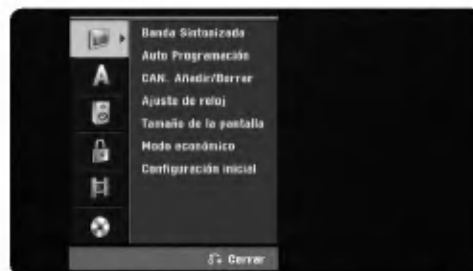 Banda Sintonizada
Auto Programación
CAN. Añadir/Borrar
A
Ajuste de reloj
Tamaño de la pantalla
Modo económico
Configuración inicial
Cerrar